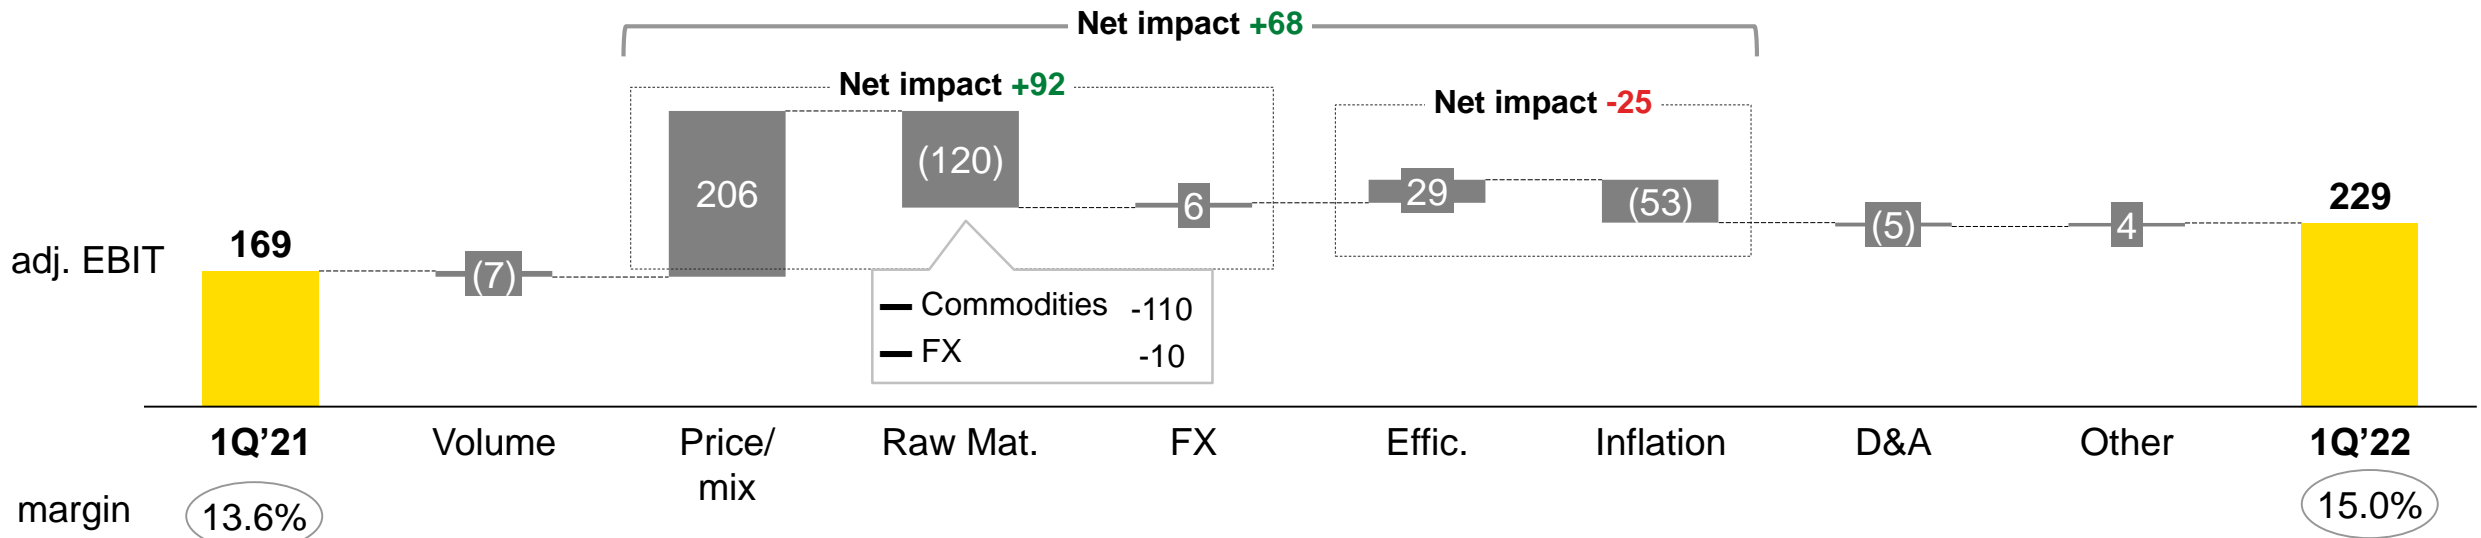 Net impact +68
Net impact +92
Net impact -25
206
(120)
6
29
(53)
229
169
adj. EBIT
(7)
(5)
4
Commodities -110
FX -10
1Q’21 Volume Price/ Raw Mat. FX Effic. Inflation D&A Other 1Q’22
mix
margin 13.6% 15.0%